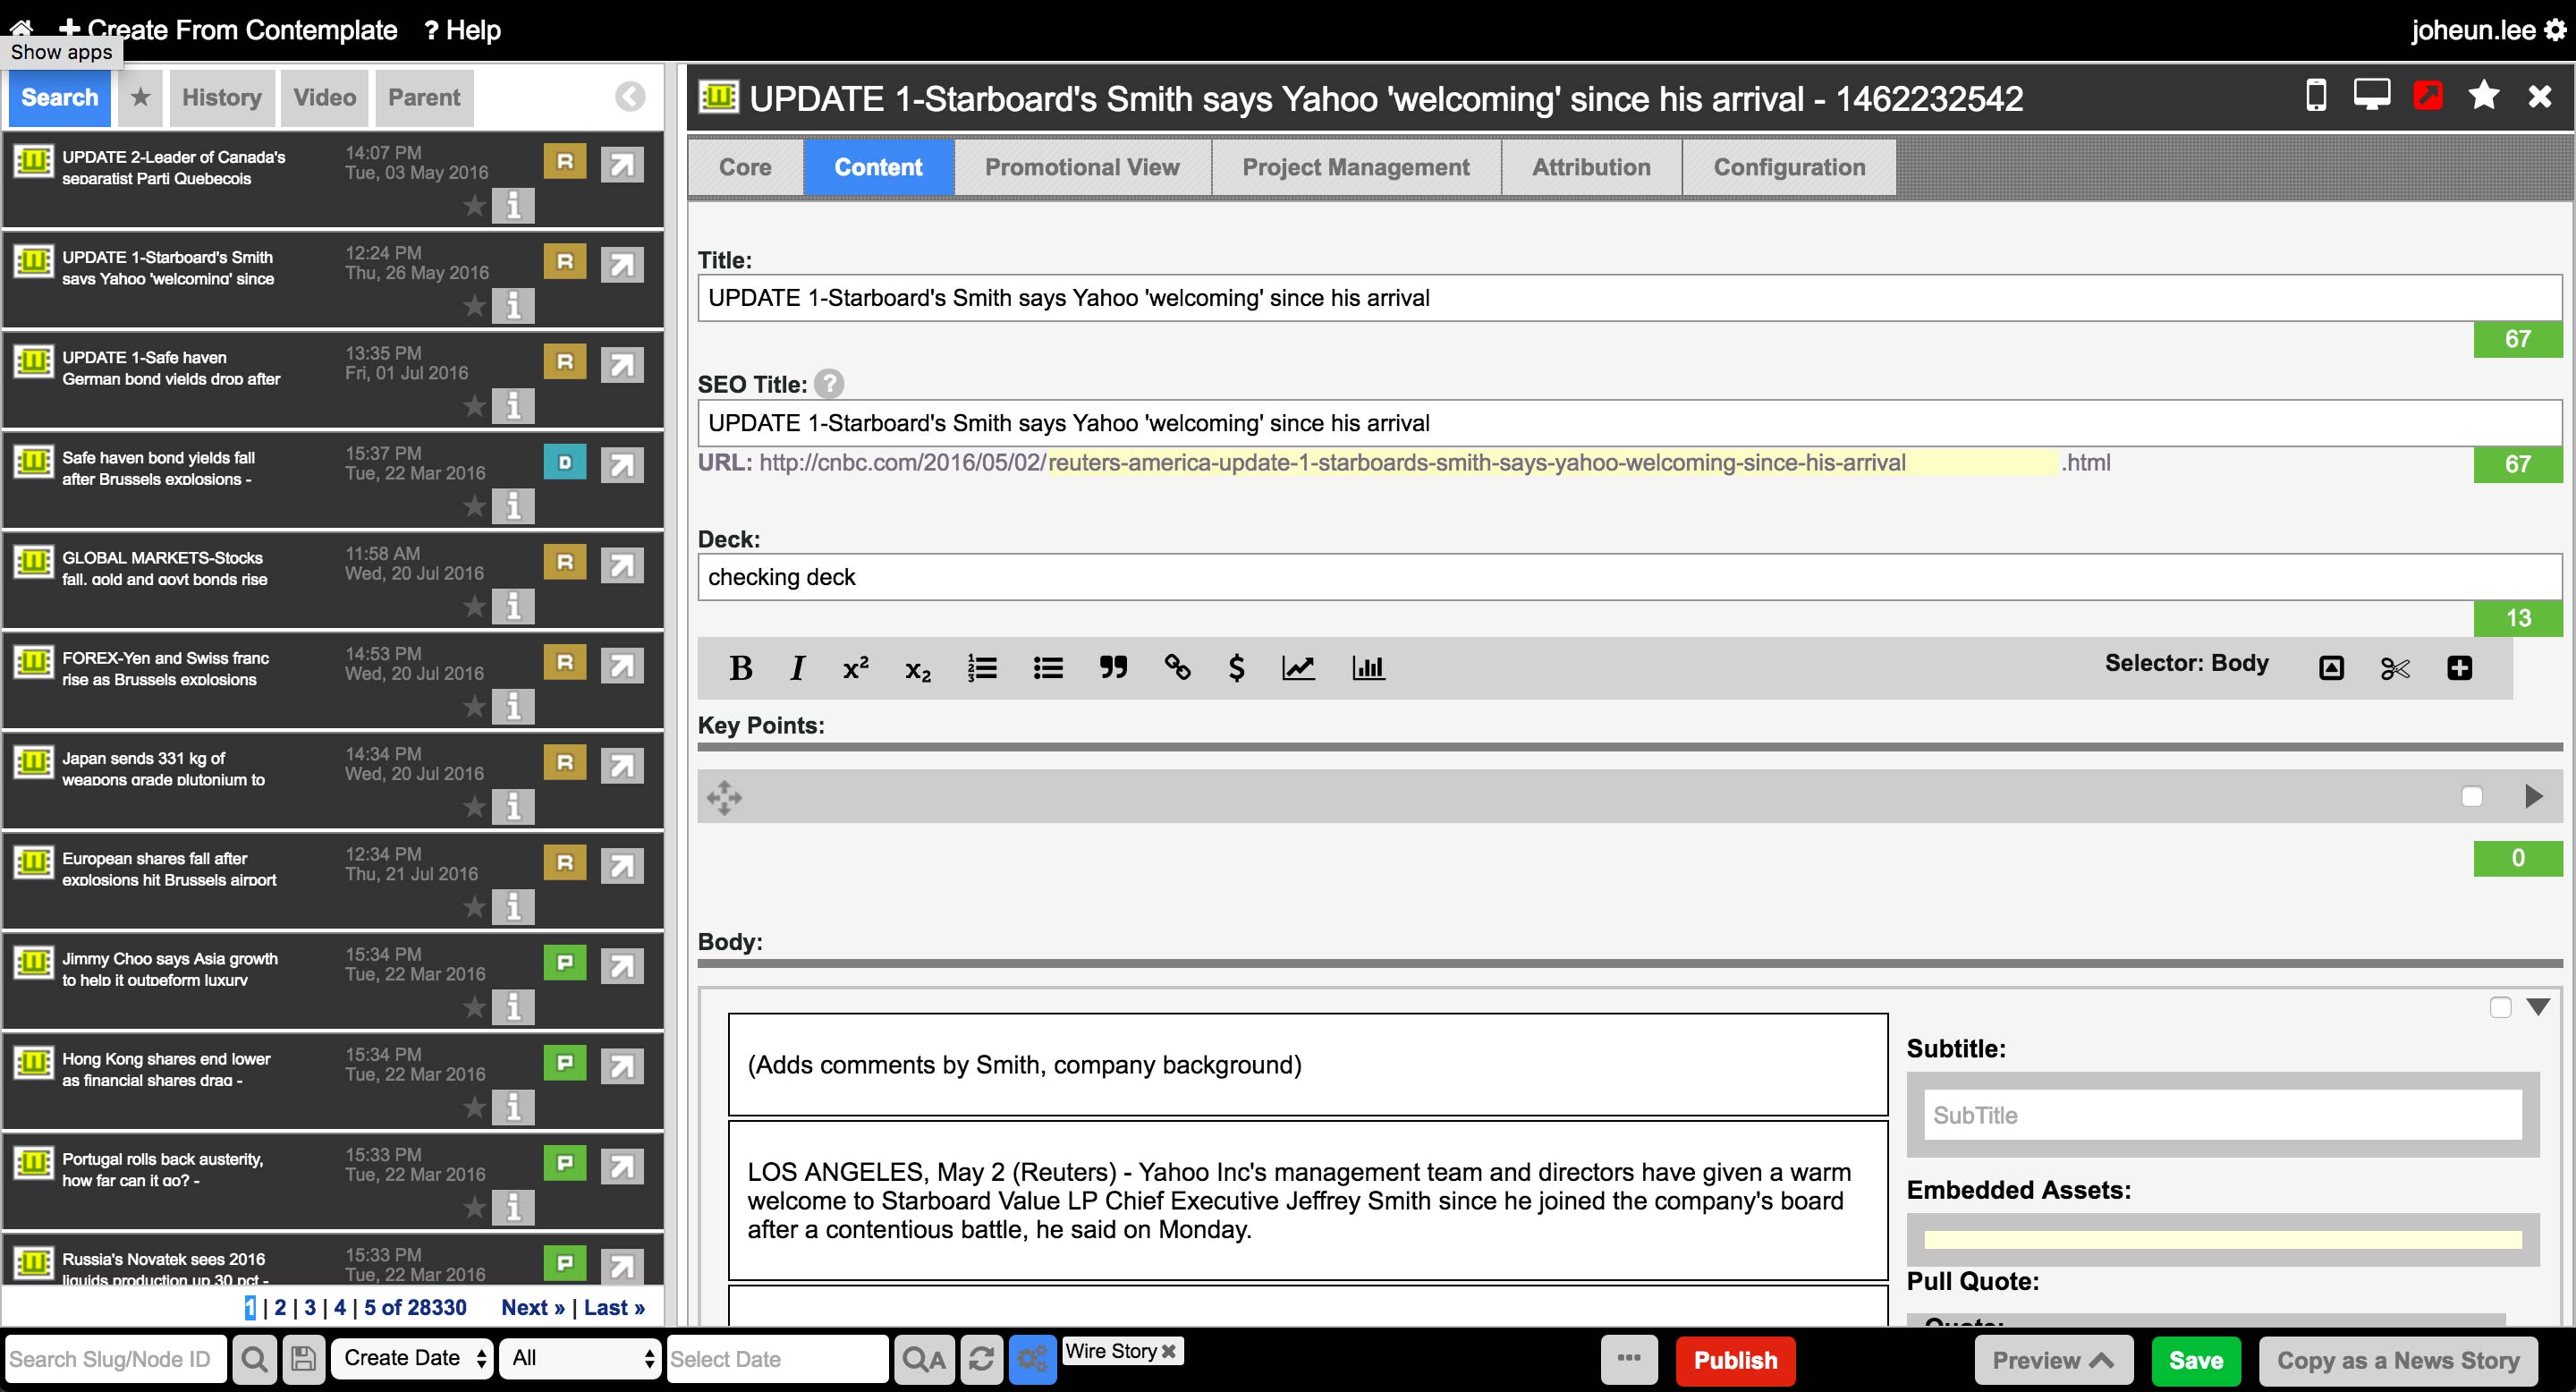 Create From Contemplate
? Help
joheun.lee
Show apps
Search
History
Video
Parent
UPDATE 2-Leader of Canada's
separatist Parti Quebecois
14:07 PM
Tue, 03 May 2016
R
UPDATE 1-Starboard's Smith
says Yahoo 'welcoming' since
12:24 PM
Thu, 26 May 2016
R
UPDATE 1-Safe haven
German bond yields drop after
13:35 PM
Fri, 01 Jul 2016
R
Safe haven bond yields fall
after Brussels explosions -
15:37 PM
Tue, 22 Mar 2016
D
GLOBAL MARKETS-Stocks
fall, gold and govt bonds rise
11:58 AM
Wed, 20 Jul 2016
R
FOREX-Yen and Swiss franc
rise as Brussels explosions
14:53 PM
Wed, 20 Jul 2016
R
Japan sends 331 kg of
weapons grade plutonium to
14:34 PM
Wed, 20 Jul 2016
R
European shares fall after
explosions hit Brussels airport
12:34 PM
Thu, 21 Jul 2016
R
Jimmy Choo says Asia growth
to help it outpeform luxury
15:34 PM
Tue, 22 Mar 2016
P
Hong Kong shares end lower
as financial shares drag -
15:34 PM
Tue, 22 Mar 2016
P
Portugal rolls back austerity,
how far can it go? -
15:33 PM
Tue, 22 Mar 2016
P
Russia's Novatek sees 2016
liquids production up 30 pct -
15:33 PM
Tue, 22 Mar 2016
P
1 | 2 | 3 | 4 | 5 of 28330 Next » | Last »
UPDATE 1-Starboard's Smith says Yahoo 'welcoming' since his arrival - 1462232542
Core
Content
Promotional View
Project Management
Attribution
Configuration
Title:
UPDATE 1-Starboard's Smith says Yahoo 'welcoming' since his arrival
67
SEO Title: ?
UPDATE 1-Starboard's Smith says Yahoo 'welcoming' since his arrival
URL: http://cnbc.com/2016/05/02/reuters-america-update-1-starboards-smith-says-yahoo-welcoming-since-his-arrival .html
67
Deck:
checking deck
13
B I x² x₂ $
Selector: Body
Key Points:
0
Body:
(Adds comments by Smith, company background)
LOS ANGELES, May 2 (Reuters) - Yahoo Inc's management team and directors have given a warm
welcome to Starboard Value LP Chief Executive Jeffrey Smith since he joined the company's board
after a contentious battle, he said on Monday.
Subtitle:
SubTitle
Embedded Assets:
Pull Quote:
Quote:
Search Slug/Node ID
Create Date
All
Select Date
A
Wire Story
Publish
Preview
Save
Copy as a News Story